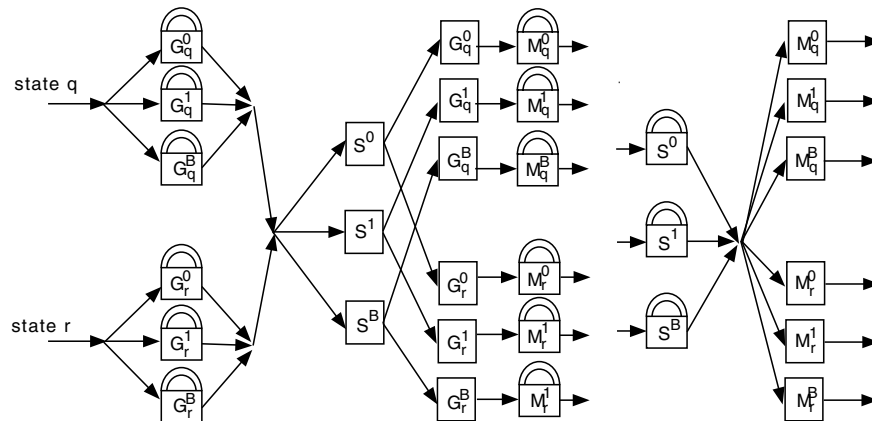 state q
G_q^0
G_q^1
G_q^B
state r
G_r^0
G_r^1
G_r^B
S^0
S^1
S^B
G_q^0
M_q^0
G_q^1
M_q^1
G_q^B
M_q^B
G_r^0
M_r^0
G_r^1
M_r^1
G_r^B
M_r^1
S^0
S^1
S^B
M_q^0
M_q^1
M_q^B
M_r^0
M_r^1
M_r^B